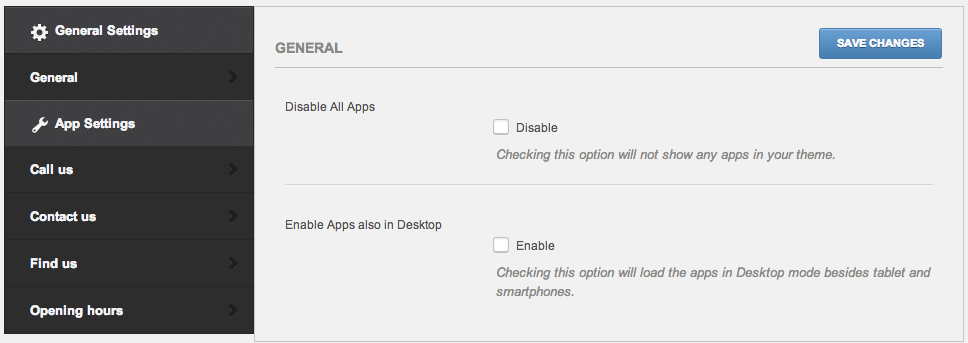 General Settings
General
App Settings
Call us
Contact us
Find us
Opening hours
GENERAL
SAVE CHANGES
Disable All Apps
Disable
Checking this option will not show any apps in your theme.
Enable Apps also in Desktop
Enable
Checking this option will load the apps in Desktop mode besides tablet and
smartphones.